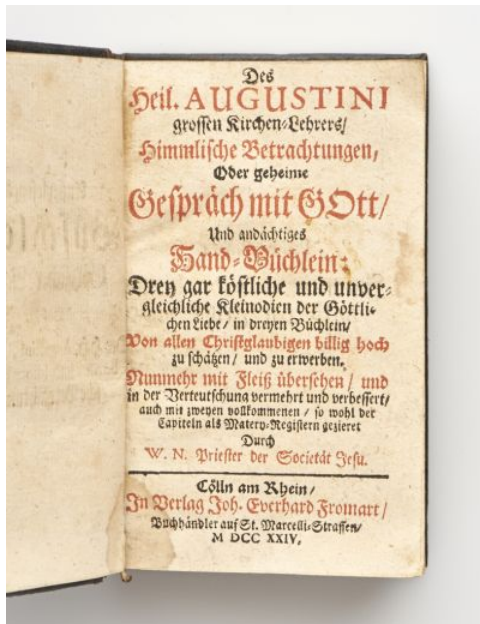 Des
Heil. AUGUSTINI
grossen Kirchen-Lehrers/
Himmlische Betrachtungen,
Oder geheime
Gespräch mit GOtt/
Und andächtiges
Hand-Büchlein:
Drey gar köstliche und unver-
gleichliche Kleinodien der Göttli-
chen Liebe/ in dreyen Büchlein/
Von allen Christglaubigen billig hoch
zu schätzen/ und zu erwerben.
Nunmehr mit Fleiß übersehen/ und
in der Verteutschung vermehrt und verbessert/
auch mit zweyen vollkommenen/ so wohl der
Capiteln als Matery-Registern gezieret
Durch
W. N. Priester der Societät Jesu.
Cölln am Rhein/
In Verlag Joh. Everhard Fromart/
Buchhändler auf St. Marcelli-Strassen/
M DCC XXIV.